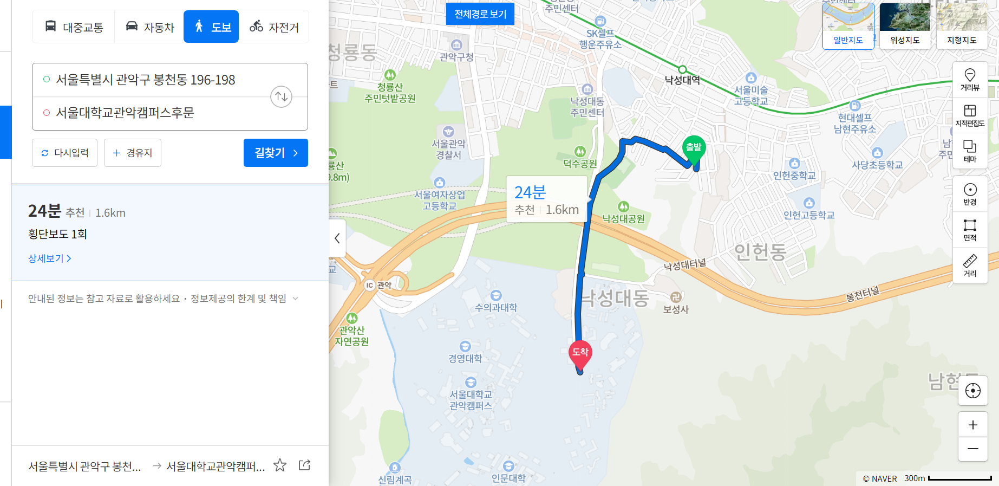 대중교통
자동차
도보
자전거
서울특별시 관악구 봉천동 196-198
서울대학교관악캠퍼스후문
다시입력
경유지
길찾기
24분 추천 1.6km
횡단보도 1회
상세보기
안내된 정보는 참고 자료로 활용하세요 · 정보제공의 한계 및 책임
서울특별시 관악구 봉천... → 서울대학교관악캠퍼...
전체경로 보기
주민센터
SK셀프
행운주유소
청룡동
관악구청
청룡산
주민텃밭공원
트
낙성대역
서울미술
고등학교
낙성대동
주민센터
현대셀프
남현주유소
서울관악
경찰서
덕수공원
출발
룡산
9.8m)
사당초등학교
인헌중학교
서울여자상업
고등학교
24분
추천 1.6km
낙성대공원
인헌고등학교
인헌동
낙성대터널
교
IC 관악
봉천터널
낙성대동
보성사
수의과대학
관악산
자연공원
경영대학
도착
서울대학교
관악캠퍼스
남현동
신림계곡
인문대학
일반지도
위성지도
지형지도
거리뷰
지적편집도
테마
반경
면적
거리
© NAVER 300m